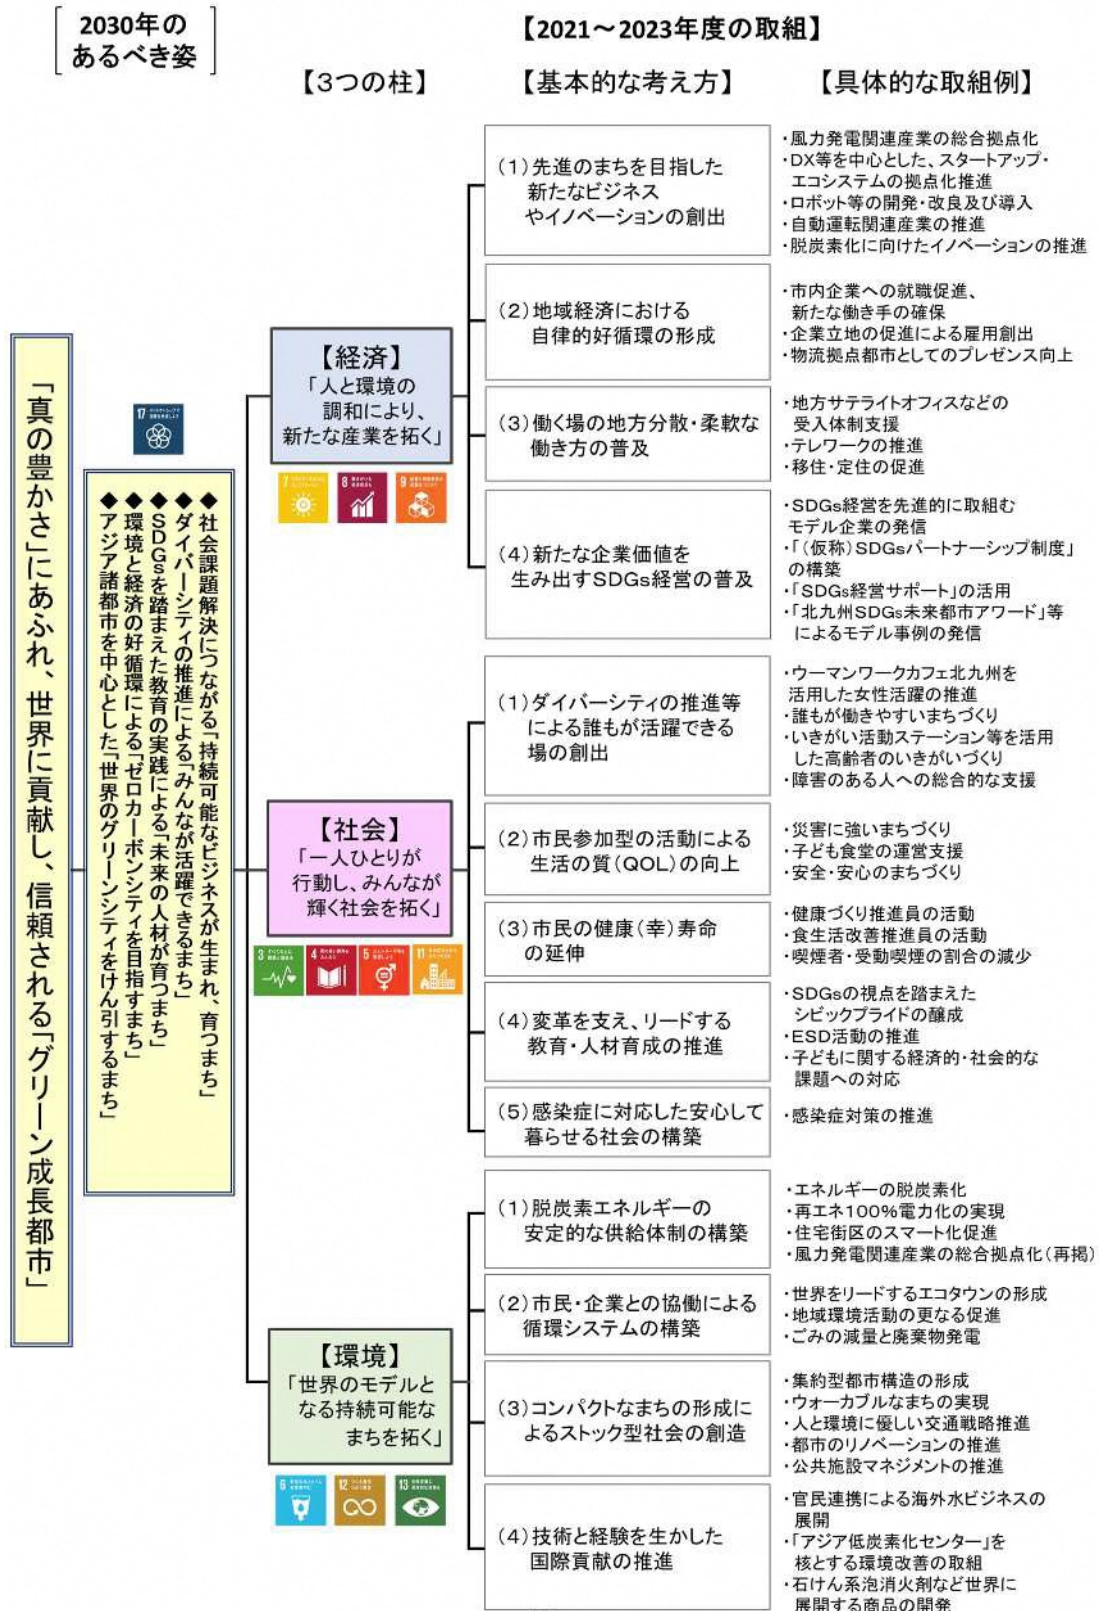 2030年の
あるべき姿
【2021～2023年度の取組】
【3つの柱】
【基本的な考え方】
【具体的な取組例】
「真の豊かさ」にあふれ、世界に貢献し、信頼される「グリーン成長都市」
17
◆社会課題解決につながる「持続可能なビジネスが生まれ、育つまち」
◆ダイバーシティの推進による「みんなが活躍できるまち」
◆SDGsを踏まえた教育の実践による「未来の人材が育つまち」
◆環境と経済の好循環による「ゼロカーボンシティを目指すまち」
◆アジア諸都市を中心とした「世界のグリーンシティをけん引するまち」
【経済】
「人と環境の
調和により、
新たな産業を拓く」
7
8
9
(1)先進のまちを目指した
新たなビジネス
やイノベーションの創出
・風力発電関連産業の総合拠点化
・DX等を中心とした、スタートアップ・
エコシステムの拠点化推進
・ロボット等の開発・改良及び導入
・自動運転関連産業の推進
・脱炭素化に向けたイノベーションの推進
(2)地域経済における
自律的好循環の形成
・市内企業への就職促進、
新たな働き手の確保
・企業立地の促進による雇用創出
・物流拠点都市としてのプレゼンス向上
(3)働く場の地方分散・柔軟な
働き方の普及
・地方サテライトオフィスなどの
受入体制支援
・テレワークの推進
・移住・定住の促進
(4)新たな企業価値を
生み出すSDGs経営の普及
・SDGs経営を先進的に取組む
モデル企業の発信
・「(仮称)SDGsパートナーシップ制度」
の構築
・「SDGs経営サポート」の活用
・「北九州SDGs未来都市アワード」等
によるモデル事例の発信
【社会】
「一人ひとりが
行動し、みんなが
輝く社会を拓く」
3
4
5
11
(1)ダイバーシティの推進等
による誰もが活躍できる
場の創出
・ウーマンワークカフェ北九州を
活用した女性活躍の推進
・誰もが働きやすいまちづくり
・いきがい活動ステーション等を活用
した高齢者のいきがいづくり
・障害のある人への総合的な支援
(2)市民参加型の活動による
生活の質(QOL)の向上
・災害に強いまちづくり
・子ども食堂の運営支援
・安全・安心のまちづくり
(3)市民の健康(幸)寿命
の延伸
・健康づくり推進員の活動
・食生活改善推進員の活動
・喫煙者・受動喫煙の割合の減少
(4)変革を支え、リードする
教育・人材育成の推進
・SDGsの視点を踏まえた
シビックプライドの醸成
・ESD活動の推進
・子どもに関する経済的・社会的な
課題への対応
(5)感染症に対応した安心して
暮らせる社会の構築
・感染症対策の推進
【環境】
「世界のモデルと
なる持続可能な
まちを拓く」
6
12
13
(1)脱炭素エネルギーの
安定的な供給体制の構築
・エネルギーの脱炭素化
・再エネ100%電力化の実現
・住宅街区のスマート化促進
・風力発電関連産業の総合拠点化(再掲)
(2)市民・企業との協働による
循環システムの構築
・世界をリードするエコタウンの形成
・地域環境活動の更なる促進
・ごみの減量と廃棄物発電
(3)コンパクトなまちの形成に
よるストック型社会の創造
・集約型都市構造の形成
・ウォーカブルなまちの実現
・人と環境に優しい交通戦略推進
・都市のリノベーションの推進
・公共施設マネジメントの推進
(4)技術と経験を生かした
国際貢献の推進
・官民連携による海外水ビジネスの
展開
・「アジア低炭素化センター」を
核とする環境改善の取組
・石けん系泡消火剤など世界に
展開する商品の開発